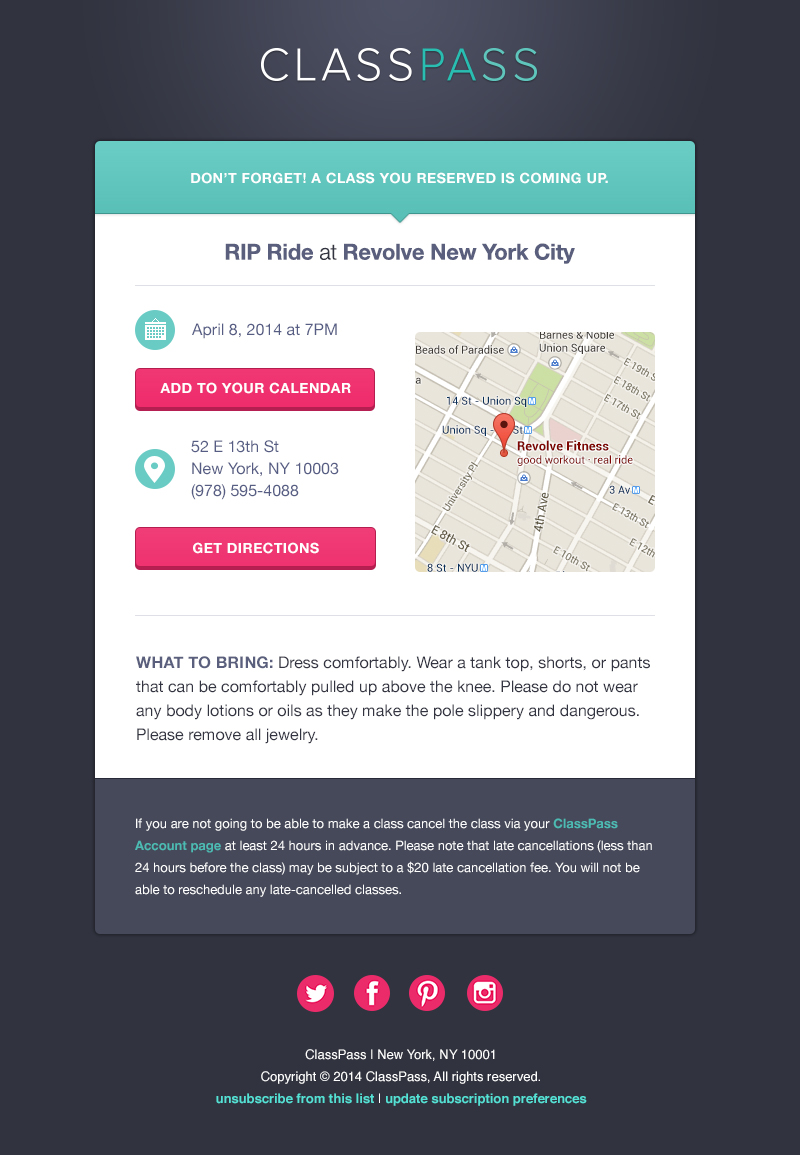 CLASSPASS
DON'T FORGET! A CLASS YOU RESERVED IS COMING UP.
RIP Ride at Revolve New York City
April 8, 2014 at 7PM
ADD TO YOUR CALENDAR
52 E 13th St
New York, NY 10003
(978) 595-4088
GET DIRECTIONS
Barnes & Noble
Union Square
Beads of Paradise
E 19th
E 18th St
E 17th St
a
14 St - Union Sq M
Union Sq St M
Revolve Fitness
good workout · real ride
University Pl
4th Ave
3 Av M
E
E 13th St
E 12th
E 10th St
E 8th St
8 St - NYU M
WHAT TO BRING: Dress comfortably. Wear a tank top, shorts, or pants
that can be comfortably pulled up above the knee. Please do not wear
any body lotions or oils as they make the pole slippery and dangerous.
Please remove all jewelry.
If you are not going to be able to make a class cancel the class via your ClassPass
Account page at least 24 hours in advance. Please note that late cancellations (less than
24 hours before the class) may be subject to a $20 late cancellation fee. You will not be
able to reschedule any late-cancelled classes.
ClassPass | New York, NY 10001
Copyright © 2014 ClassPass, All rights reserved.
unsubscribe from this list | update subscription preferences